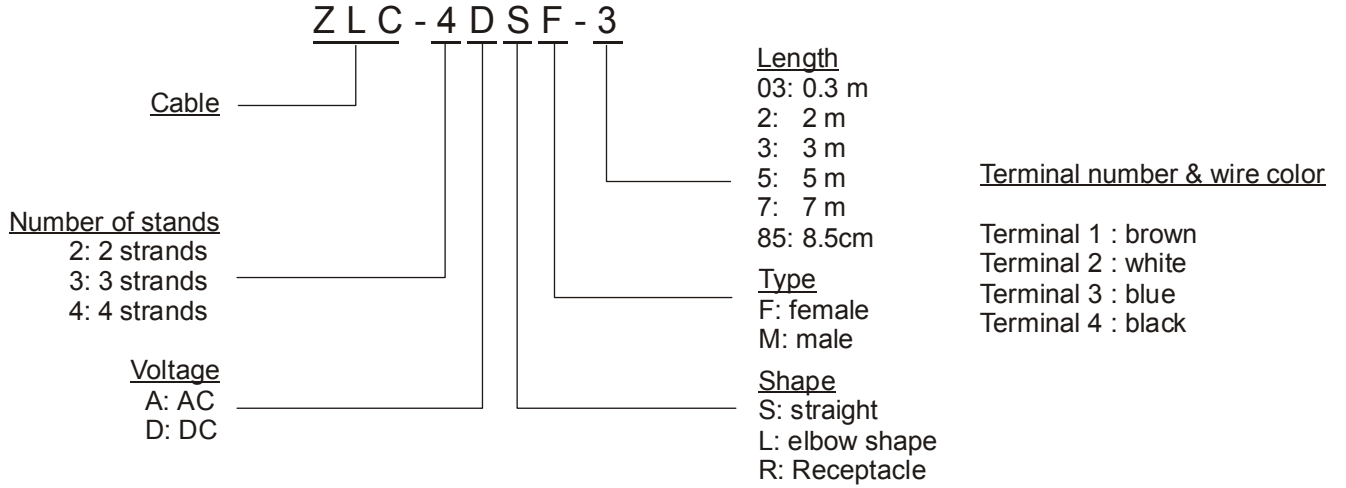 ZLC-4DSF-3
Cable
Number of stands
2: 2 strands
3: 3 strands
4: 4 strands
Voltage
A: AC
D: DC
Length
03: 0.3 m
2: 2 m
3: 3 m
5: 5 m
7: 7 m
85: 8.5cm
Type
F: female
M: male
Shape
S: straight
L: elbow shape
R: Receptacle
Terminal number & wire color
Terminal 1 : brown
Terminal 2 : white
Terminal 3 : blue
Terminal 4 : black